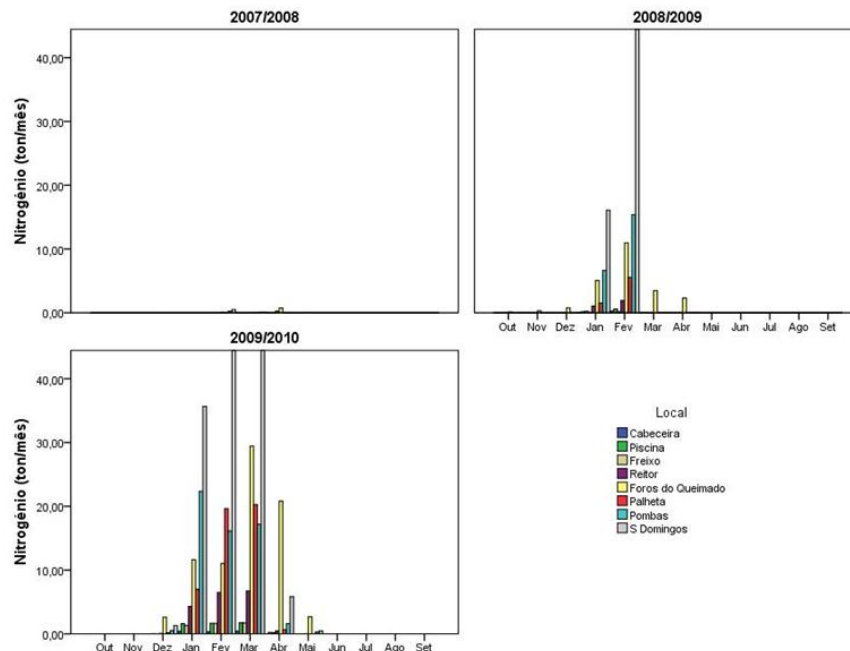 2007/2008
2008/2009
Nitrogénio (ton/mês)
40,00
30,00
20,00
10,00
0,00
Out Nov Dez Jan Fev Mar Abr Mai Jun Jul Ago Set
2009/2010
Nitrogénio (ton/mês)
40,00
30,00
20,00
10,00
0,00
Out Nov Dez Jan Fev Mar Abr Mai Jun Jul Ago Set
Local
Cabeceira
Piscina
Freixo
Reitor
Foros do Queimado
Palheta
Pombas
S Domingos